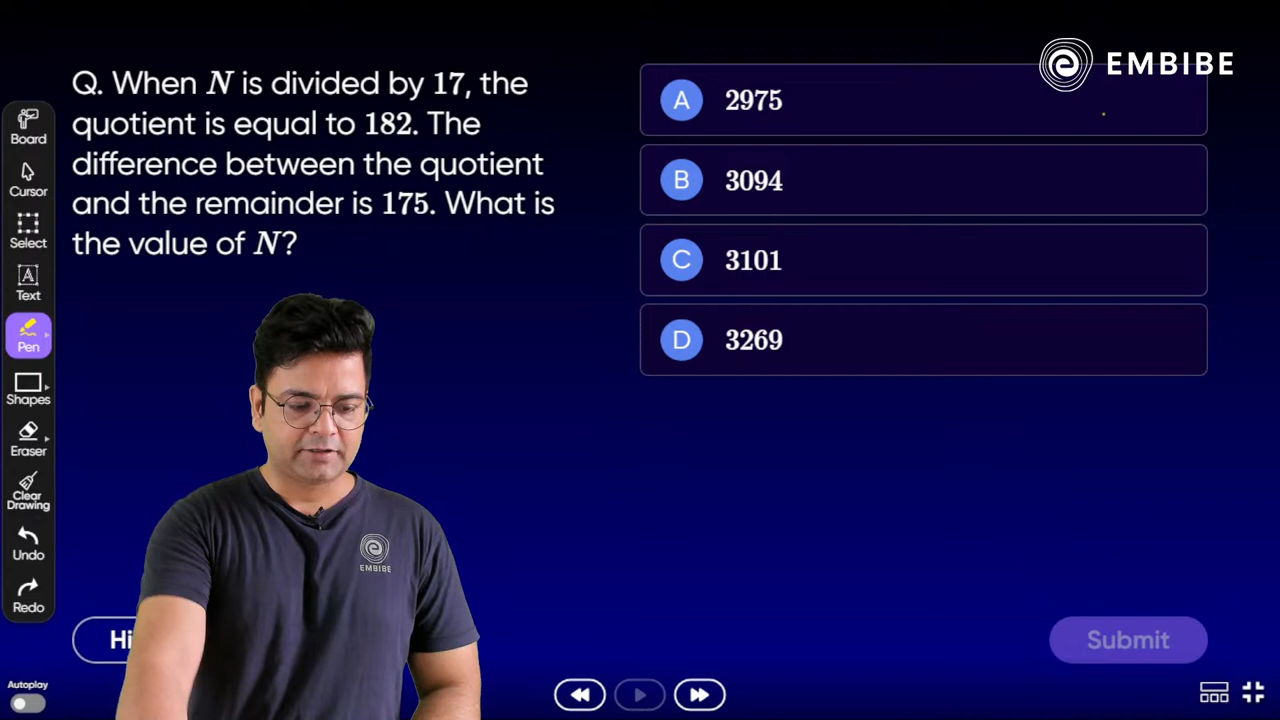 EMBIBE
Q. When N is divided by 17, the
quotient is equal to 182. The
difference between the quotient
and the remainder is 175. What is
the value of N?
A 2975
B 3094
C 3101
D 3269
Board
Cursor
Select
A
Text
Pen
Shapes
Eraser
Clear
Drawing
Undo
Redo
EMBIBE
Hi
Submit
Autoplay